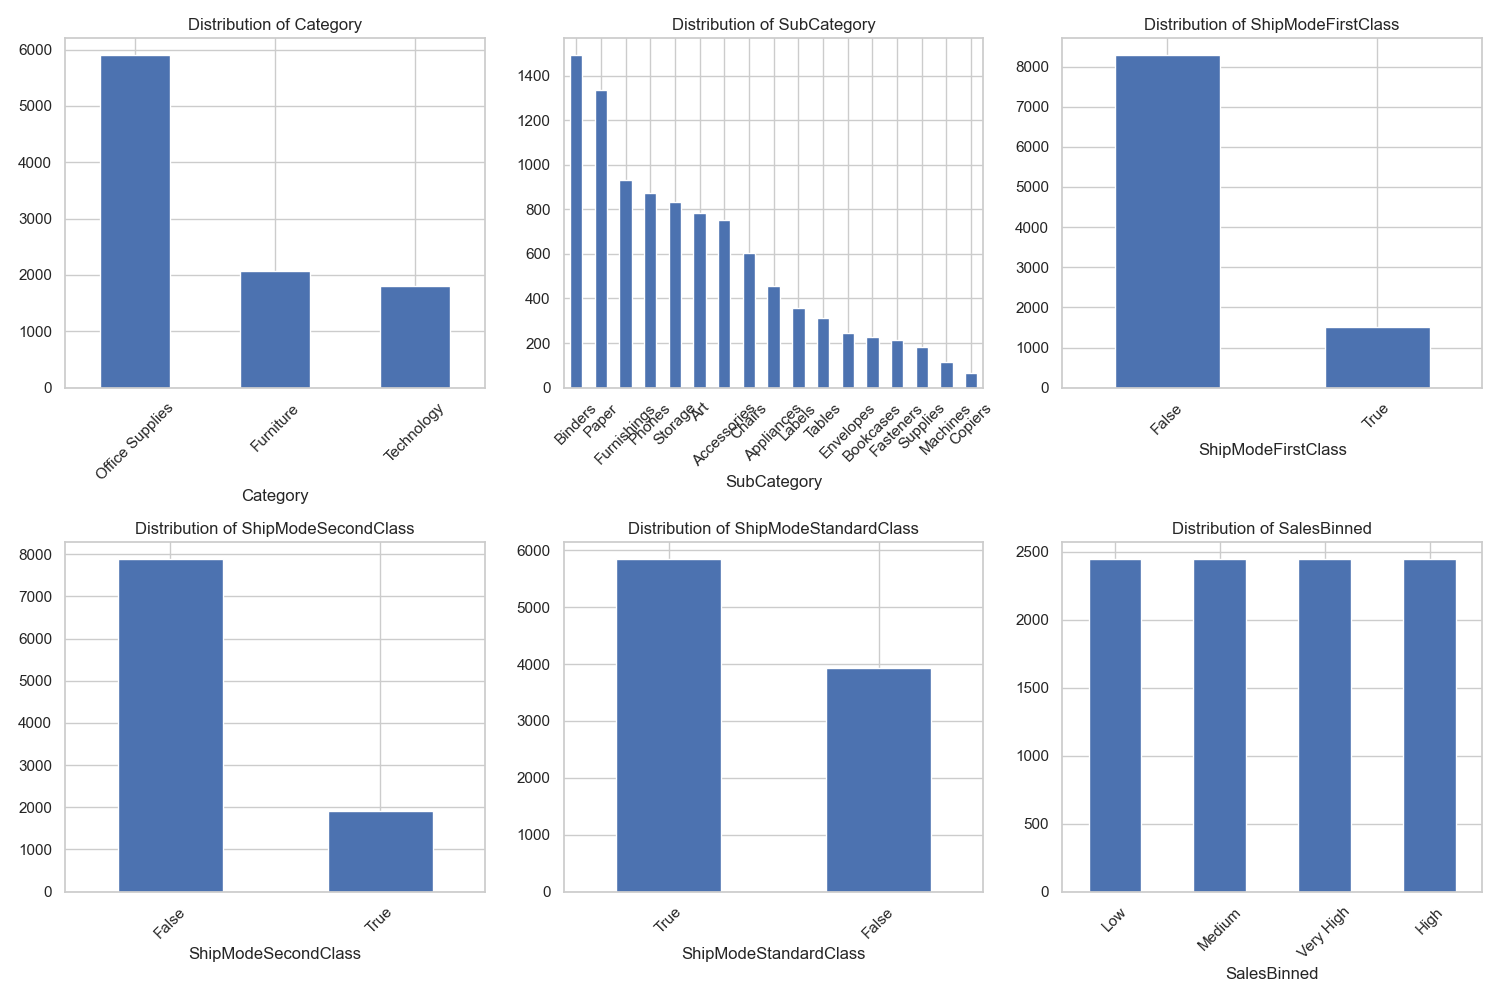 Distribution of Category
6000
5000
4000
3000
2000
1000
0
Office Supplies
Furniture
Technology
Category
Distribution of SubCategory
1400
1200
1000
800
600
400
200
0
Binders
Paper
Furnishings
Phones
Storage
Art
Accessories
Chairs
Appliances
Labels
Tables
Envelopes
Bookcases
Fasteners
Supplies
Machines
Copiers
SubCategory
Distribution of ShipModeFirstClass
8000
7000
6000
5000
4000
3000
2000
1000
0
False
True
ShipModeFirstClass
Distribution of ShipModeSecondClass
8000
7000
6000
5000
4000
3000
2000
1000
0
False
True
ShipModeSecondClass
Distribution of ShipModeStandardClass
6000
5000
4000
3000
2000
1000
0
True
False
ShipModeStandardClass
Distribution of SalesBinned
2500
2000
1500
1000
500
0
Low
Medium
Very High
High
SalesBinned